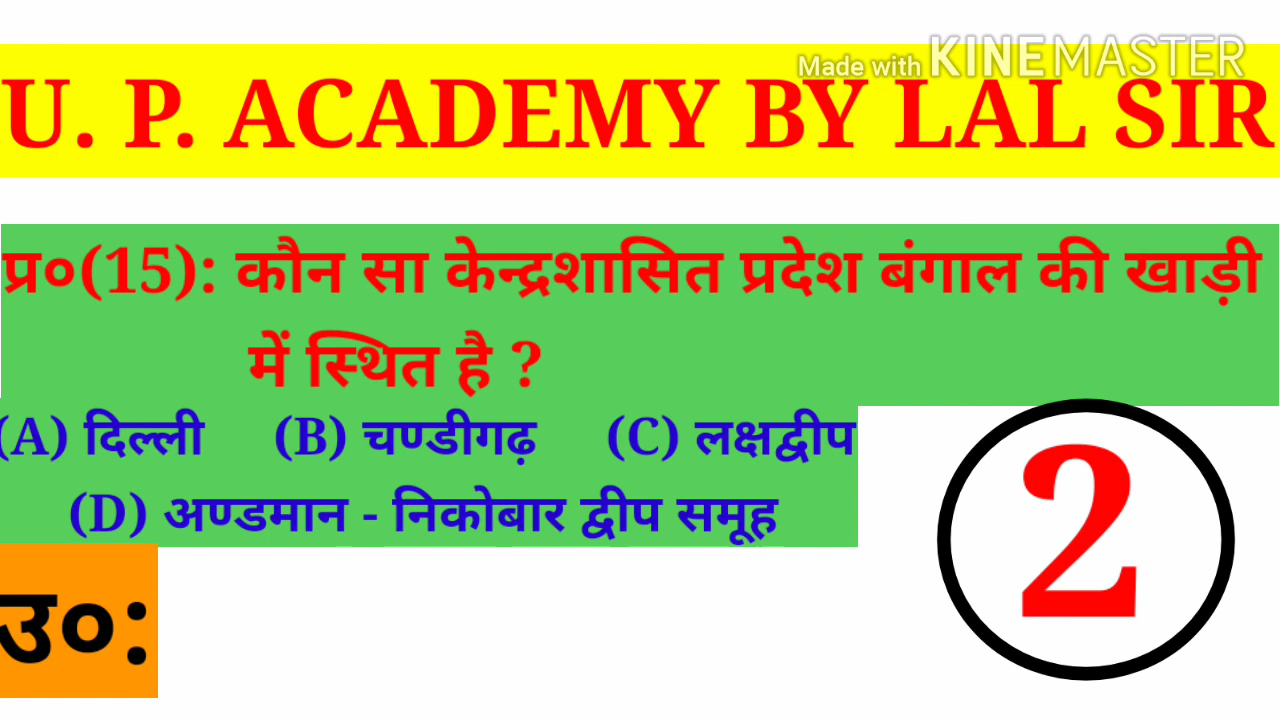 Made with KINEMASTER
U. P. ACADEMY BY LAL SIR
प्र०(15): कौन सा केन्द्रशासित प्रदेश बंगाल की खाड़ी
में स्थित है ?
(A) दिल्ली (B) चण्डीगढ़ (C) लक्षद्वीप
(D) अण्डमान - निकोबार द्वीप समूह
2
उ०: